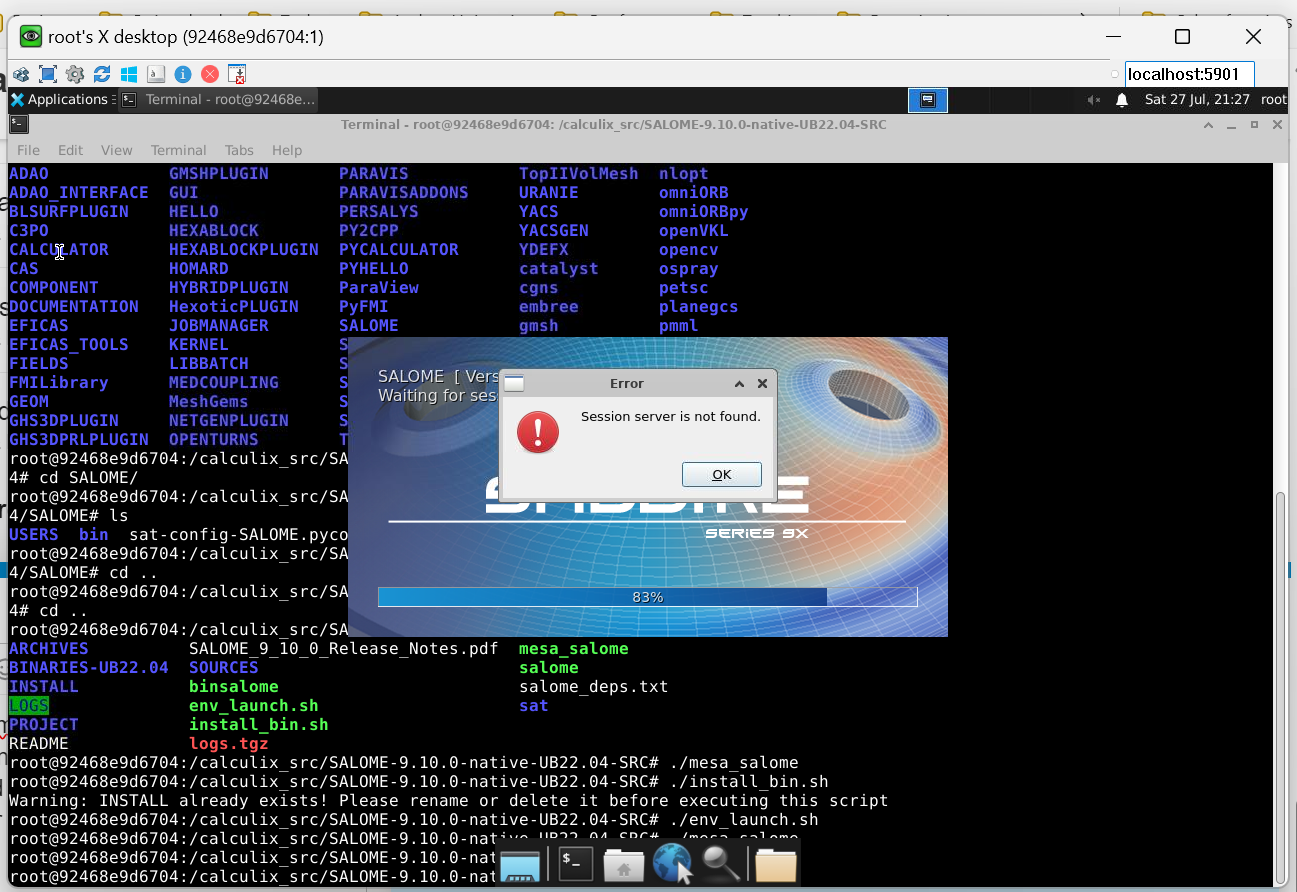 root's X desktop (92468e9d6704:1)
localhost:5901
Applications Terminal - root@92468e... Sat 27 Jul, 21:27 root
Terminal - root@92468e9d6704: /calculix_src/SALOME-9.10.0-native-UB22.04-SRC
File Edit View Terminal Tabs Help
ADAO GMSHPLUGIN PARAVIS TopIIVolMesh nlopt
ADAO_INTERFACE GUI PARAVISADDONS URANIE omniORB
BLSURFPLUGIN HELLO PERSALYS YACS omniORBpy
C3PO HEXABLOCK PY2CPP YACSGEN openVKL
CALCULATOR HEXABLOCKPLUGIN PYCALCULATOR YDEFX opencv
CAS HOMARD PYHELLO catalyst ospray
COMPONENT HYBRIDPLUGIN ParaView cgns petsc
DOCUMENTATION HexoticPLUGIN PyFMI embree planegcs
EFICAS JOBMANAGER SALOME gmsh pmml
EFICAS_TOOLS KERNEL S
FIELDS LIBBATCH S
FMILibrary MEDCOUPLING S
GEOM MeshGems S
GHS3DPLUGIN NETGENPLUGIN S
GHS3DPRLPLUGIN OPENTURNS T
SALOME [ Vers
Waiting for ses
Error
Session server is not found.
OK
SERIES 9X
83%
root@92468e9d6704:/calculix_src/SA
4# cd SALOME/
root@92468e9d6704:/calculix_src/SA
4/SALOME# ls
USERS bin sat-config-SALOME.pyco
root@92468e9d6704:/calculix_src/SA
4/SALOME# cd ..
root@92468e9d6704:/calculix_src/SA
4# cd ..
root@92468e9d6704:/calculix_src/SA
ARCHIVES SALOME_9_10_0_Release_Notes.pdf mesa_salome
BINARIES-UB22.04 SOURCES salome
INSTALL binsalome salome_deps.txt
LOGS env_launch.sh sat
PROJECT install_bin.sh
README logs.tgz
root@92468e9d6704:/calculix_src/SALOME-9.10.0-native-UB22.04-SRC# ./mesa_salome
root@92468e9d6704:/calculix_src/SALOME-9.10.0-native-UB22.04-SRC# ./install_bin.sh
Warning: INSTALL already exists! Please rename or delete it before executing this script
root@92468e9d6704:/calculix_src/SALOME-9.10.0-native-UB22.04-SRC# ./env_launch.sh
root@92468e9d6704:/calculix_src/SALOME-9.10.0-native-UB22.04-SRC# ./mesa_salome
root@92468e9d6704:/calculix_src/SALOME-9.10.0-nat
root@92468e9d6704:/calculix_src/SALOME-9.10.0-nat